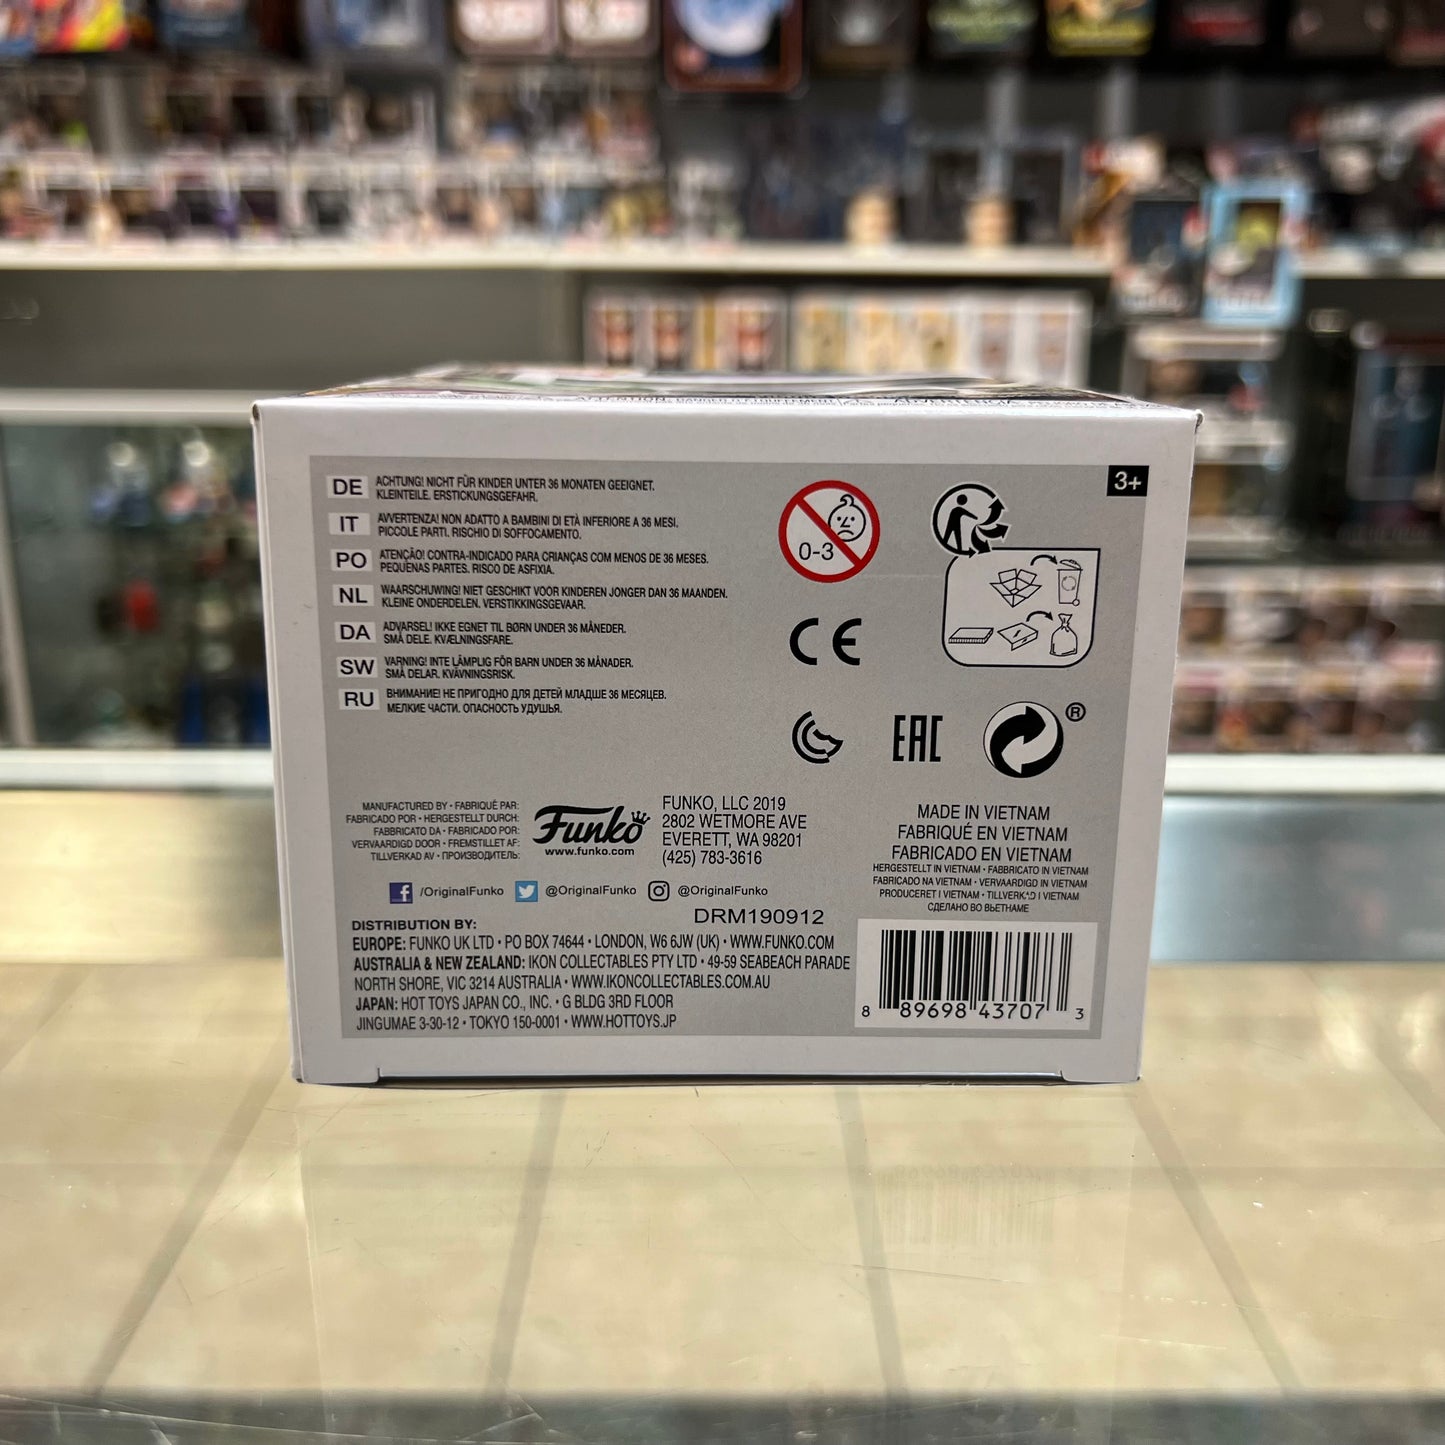 DE ACHTUNG! NICHT FÜR KINDER UNTER 36 MONATEN GEEIGNET.
KLEINTEILE. ERSTICKUNGSGEFAHR.
IT AVVERTENZA! NON ADATTO A BAMBINI DI ETÀ INFERIORE A 36 MESI.
PICCOLE PARTI. RISCHIO DI SOFFOCAMENTO.
PO ATENÇÃO! CONTRA-INDICADO PARA CRIANÇAS COM MENOS DE 36 MESES.
PEQUENAS PARTES. RISCO DE ASFIXIA.
NL WAARSCHUWING! NIET GESCHIKT VOOR KINDEREN JONGER DAN 36 MAANDEN.
KLEINE ONDERDELEN. VERSTIKKINGSGEVAAR.
DA ADVARSEL! IKKE EGNET TIL BØRN UNDER 36 MÅNEDER.
SMÅ DELE. KVÆLNINGSFARE.
SW VARNING! INTE LÄMPLIG FÖR BARN UNDER 36 MÅNADER.
SMÅ DELAR. KVÄVNINGSRISK.
RU ВНИМАНИЕ! НЕ ПРИГОДНО ДЛЯ ДЕТЕЙ МЛАДШЕ 36 МЕСЯЦЕВ.
МЕЛКИЕ ЧАСТИ. ОПАСНОСТЬ УДУШЬЯ.
0-3
3+
CE
EAC
®
MANUFACTURED BY • FABRIQUÉ PAR:
FABRICADO POR • HERGESTELLT DURCH:
FABBRICATO DA • FABRICADO POR:
VERVAARDIGD DOOR • FREMSTILLET AF:
TILLVERKAD AV • ПРОИЗВОДИТЕЛЬ:
Funko
www.funko.com
FUNKO, LLC 2019
2802 WETMORE AVE
EVERETT, WA 98201
(425) 783-3616
/OriginalFunko @OriginalFunko @OriginalFunko
DRM190912
MADE IN VIETNAM
FABRIQUÉ EN VIETNAM
FABRICADO EN VIETNAM
HERGESTELLT IN VIETNAM • FABBRICATO IN VIETNAM
FABRICADO NA VIETNAM • VERVAARDIGD IN VIETNAM
PRODUCERET I VIETNAM • TILLVERKAD I VIETNAM
СДЕЛАНО ВО ВЬЕТНАМЕ
DISTRIBUTION BY:
EUROPE: FUNKO UK LTD • PO BOX 74644 • LONDON, W6 6JW (UK) • WWW.FUNKO.COM
AUSTRALIA & NEW ZEALAND: IKON COLLECTABLES PTY LTD • 49-59 SEABEACH PARADE
NORTH SHORE, VIC 3214 AUSTRALIA • WWW.IKONCOLLECTABLES.COM.AU
JAPAN: HOT TOYS JAPAN CO., INC. • G BLDG 3RD FLOOR
JINGUMAE 3-30-12 • TOKYO 150-0001 • WWW.HOTTOYS.JP
8 89698 43707 3